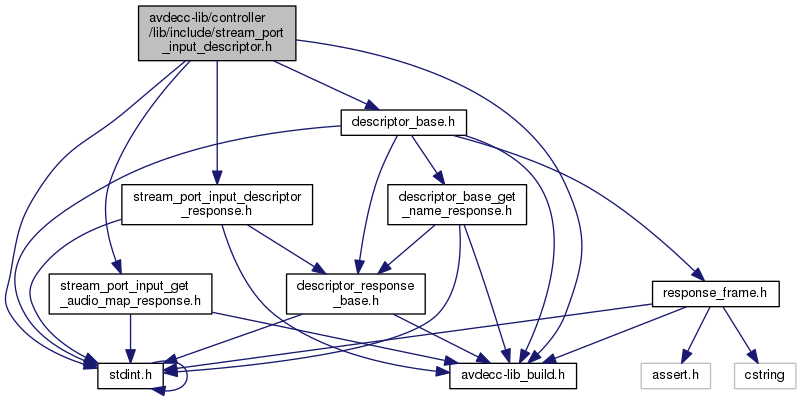 avdecc-lib/controller
/lib/include/stream_port
_input_descriptor.h
descriptor_base.h
stream_port_input_descriptor
_response.h
descriptor_base_get
_name_response.h
stream_port_input_get
_audio_map_response.h
descriptor_response
_base.h
response_frame.h
stdint.h
avdecc-lib_build.h
assert.h
cstring